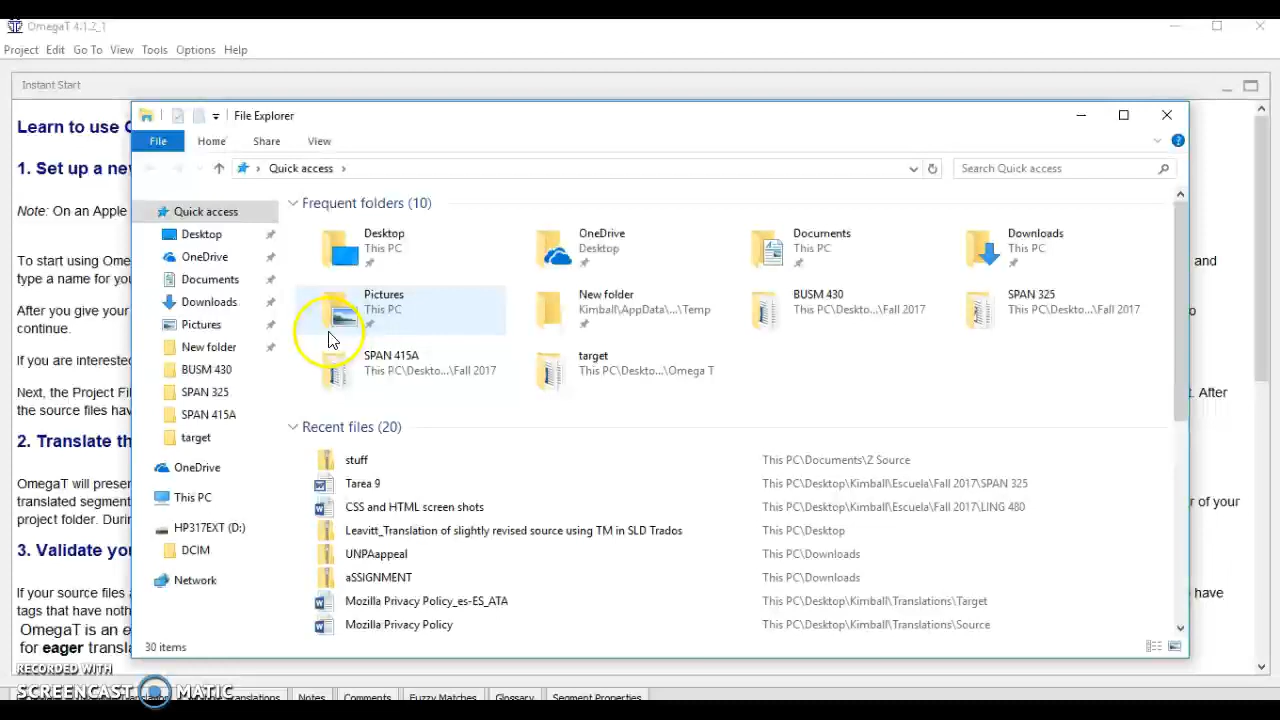 OmegaT 4.1.2_1
Project Edit Go To View Tools Options Help
Instant Start
Learn to use
1. Set up a new
Note: On an Apple
To start using Ome
and
type a name for you
After you give your
to
continue.
If you are interested
Next, the Project Fil
t. After
the source files hav
2. Translate th
OmegaT will presen
translated segment
er of your
project folder. Durin
3. Validate you
If your source files a
have
tags that have noth
OmegaT is an e
for eager transla
File Explorer
File Home Share View
Quick access
Search Quick access
Quick access
Desktop
OneDrive
Documents
Downloads
Pictures
New folder
BUSM 430
SPAN 325
SPAN 415A
target
OneDrive
This PC
HP317EXT (D:)
DCIM
Network
Frequent folders (10)
Desktop
This PC
OneDrive
Desktop
Documents
This PC
Downloads
This PC
Pictures
This PC
New folder
Kimball\AppData\...\Temp
BUSM 430
This PC\Deskto...\Fall 2017
SPAN 325
This PC\Deskto...\Fall 2017
SPAN 415A
This PC\Deskto...\Fall 2017
target
This PC\Deskto...\Omega T
Recent files (20)
stuff This PC\Documents\Z Source
Tarea 9 This PC\Desktop\Kimball\Escuela\Fall 2017\SPAN 325
CSS and HTML screen shots This PC\Desktop\Kimball\Escuela\Fall 2017\LING 480
Leavitt_Translation of slightly revised source using TM in SLD Trados This PC\Desktop
UNPAappeal This PC\Downloads
aSSIGNMENT This PC\Downloads
Mozilla Privacy Policy_es-ES_ATA This PC\Desktop\Kimball\Translations\Target
Mozilla Privacy Policy This PC\Desktop\Kimball\Translations\Source
30 items
RECORDED WITH
SCREENCAST MATIC
Notes Comments Fuzzy Matches Glossary Segment Properties